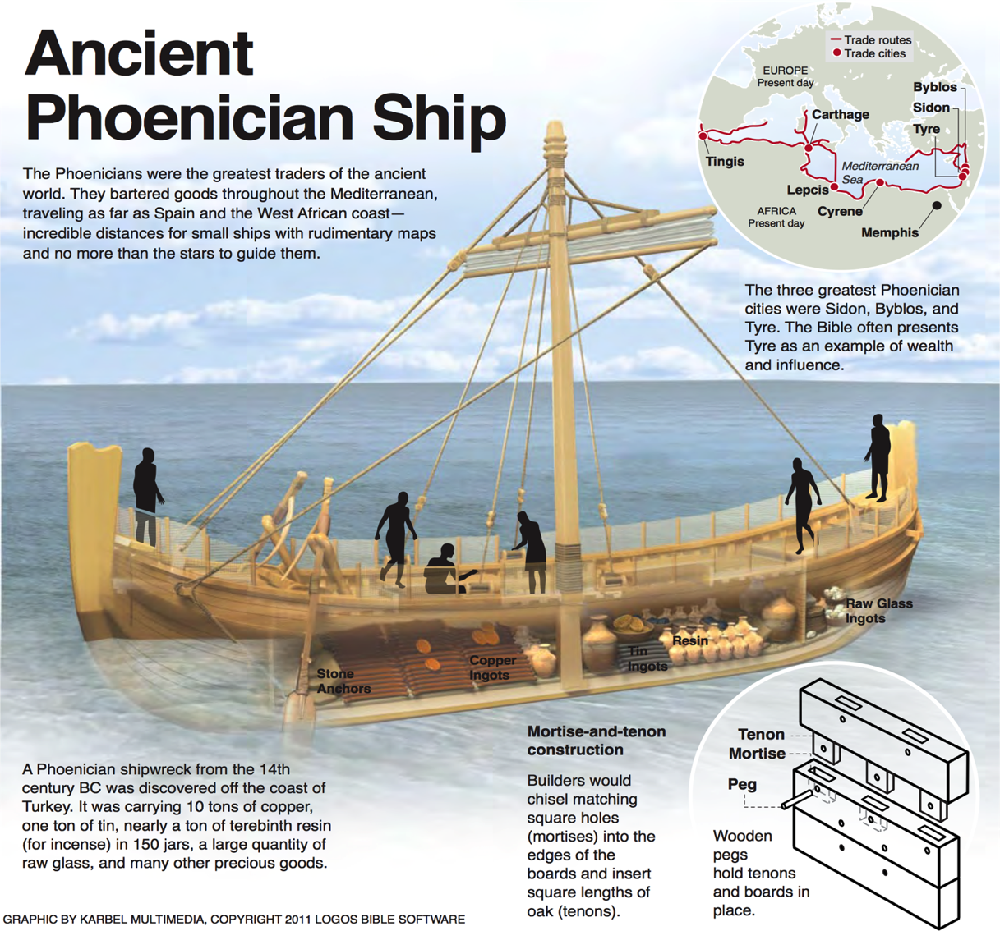 Ancient
Phoenician Ship
The Phoenicians were the greatest traders of the ancient
world. They bartered goods throughout the Mediterranean,
traveling as far as Spain and the West African coast—
incredible distances for small ships with rudimentary maps
and no more than the stars to guide them.
Trade routes
Trade cities
EUROPE
Present day
Byblos
Sidon
Tyre
Carthage
Tingis
Mediterranean
Sea
Lepcis
Cyrene
AFRICA
Present day
Memphis
The three greatest Phoenician
cities were Sidon, Byblos, and
Tyre. The Bible often presents
Tyre as an example of wealth
and influence.
Raw Glass
Ingots
Resin
Tin
Ingots
Copper
Ingots
Stone
Anchors
A Phoenician shipwreck from the 14th
century BC was discovered off the coast of
Turkey. It was carrying 10 tons of copper,
one ton of tin, nearly a ton of terebinth resin
(for incense) in 150 jars, a large quantity of
raw glass, and many other precious goods.
Mortise-and-tenon
construction
Builders would
chisel matching
square holes
(mortises) into the
edges of the
boards and insert
square lengths of
oak (tenons).
Tenon
Mortise
Peg
Wooden
pegs
hold tenons
and boards in
place.
GRAPHIC BY KARBEL MULTIMEDIA, COPYRIGHT 2011 LOGOS BIBLE SOFTWARE